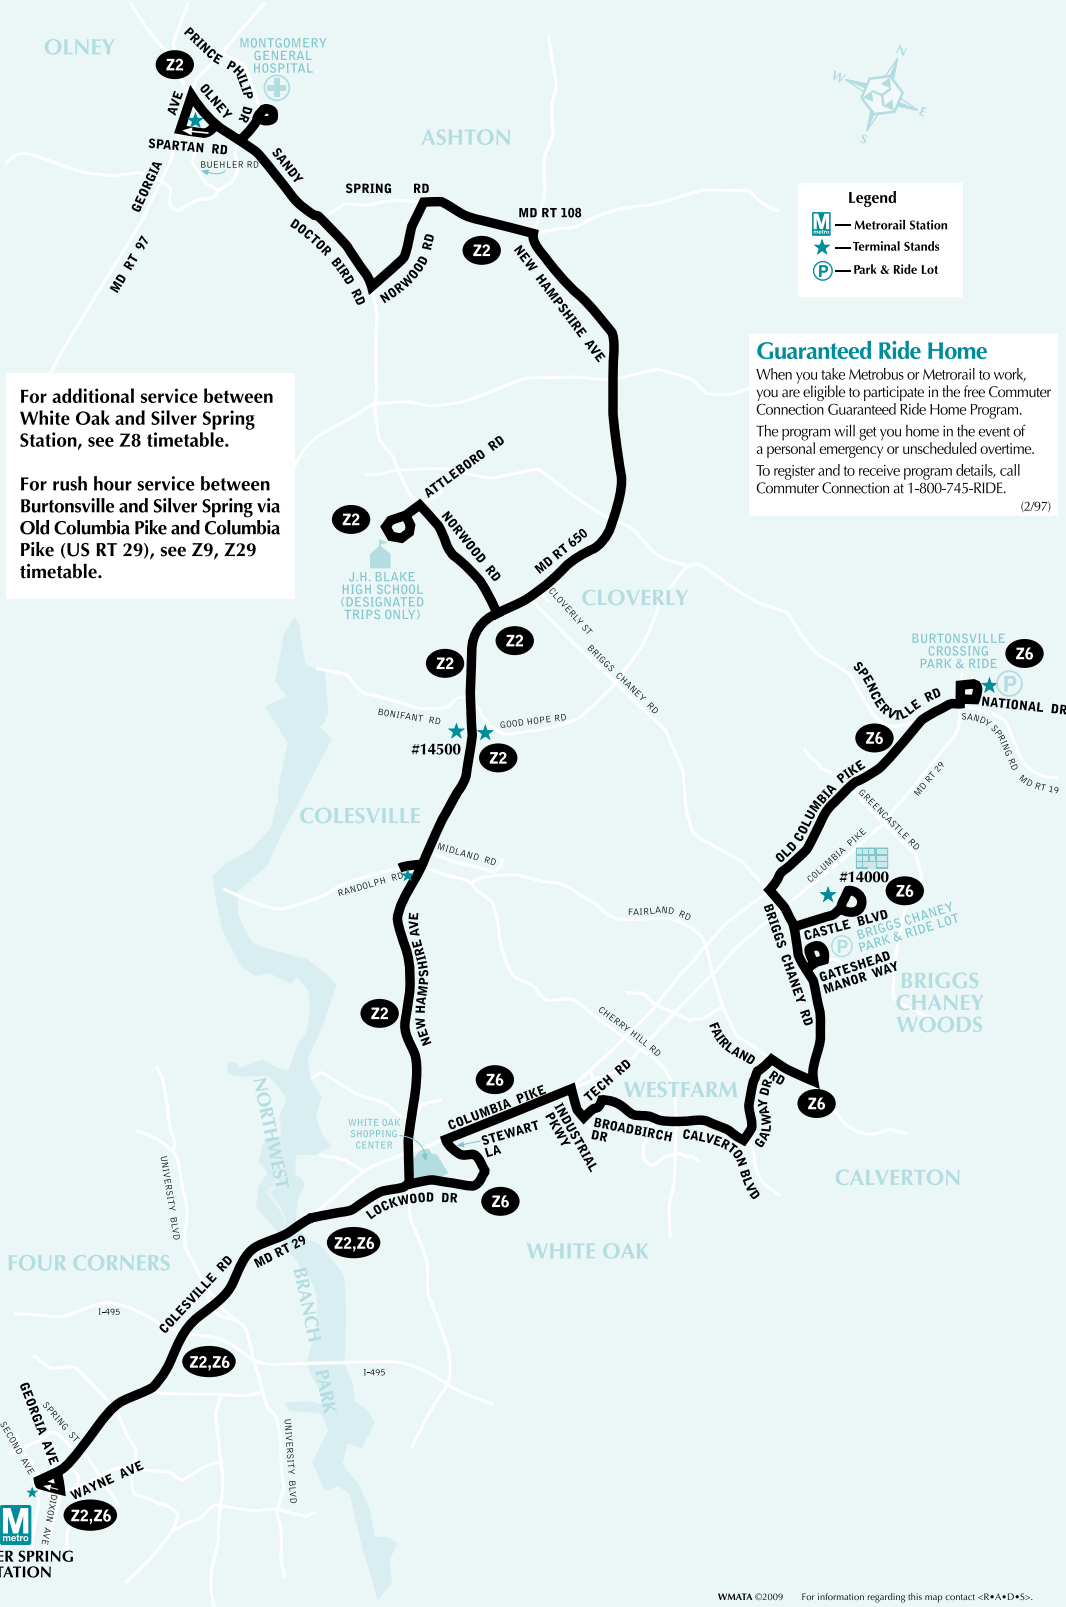 OLNEY
Z2
PRINCE PHILIP DR
MONTGOMERY
GENERAL
HOSPITAL
AVE
OLNEY
SPARTAN RD
BUEHLER RD
GEORGIA
MD RT 97
SANDY
SPRING RD
DOCTOR BIRD RD
NORWOOD RD
ASHTON
MD RT 108
Z2
NEW HAMPSHIRE AVE
N
W
E
S
Legend
M
metro
Metrorail Station
Terminal Stands
P
Park & Ride Lot
Guaranteed Ride Home
When you take Metrobus or Metrorail to work,
you are eligible to participate in the free Commuter
Connection Guaranteed Ride Home Program.
The program will get you home in the event of
a personal emergency or unscheduled overtime.
To register and to receive program details, call
Commuter Connection at 1-800-745-RIDE.
(2/97)
For additional service between
White Oak and Silver Spring
Station, see Z8 timetable.
For rush hour service between
Burtonsville and Silver Spring via
Old Columbia Pike and Columbia
Pike (US RT 29), see Z9, Z29
timetable.
ATTLEBORO RD
Z2
NORWOOD RD
MD RT 650
J.H. BLAKE
HIGH SCHOOL
(DESIGNATED
TRIPS ONLY)
CLOVERLY
CLOVERLY ST
BRIGGS CHANEY RD
Z2
Z2
BONIFANT RD
GOOD HOPE RD
#14500
Z2
BURTONSVILLE
CROSSING
PARK & RIDE
Z6
P
SPENCERVILLE RD
NATIONAL DR
SANDY SPRING RD
MD RT 19
Z6
MD RT 29
OLD COLUMBIA PIKE
GREENCASTLE RD
COLUMBIA PIKE
#14000
Z6
CASTLE BLVD
P
BRIGGS CHANEY
PARK & RIDE LOT
GATESHEAD
MANOR WAY
BRIGGS CHANEY RD
BRIGGS
CHANEY
WOODS
COLESVILLE
MIDLAND RD
RANDOLPH RD
FAIRLAND RD
NEW HAMPSHIRE AVE
Z2
CHERRY HILL RD
FAIRLAND
RD
Z6
COLUMBIA PIKE
TECH RD
WESTFARM
Z6
GALWAY DR
WHITE OAK
SHOPPING
CENTER
STEWART
LA
INDUSTRIAL
PKWY
BROADBIRCH
DR
CALVERTON BLVD
CALVERTON
NORTHWEST
BRANCH
PARK
UNIVERSITY BLVD
LOCKWOOD DR
Z6
Z2,Z6
WHITE OAK
FOUR CORNERS
MD RT 29
COLESVILLE RD
I-495
Z2,Z6
I-495
GEORGIA AVE
SPRING ST
SECOND AVE
UNIVERSITY BLVD
WAYNE AVE
DIXON AVE
Z2,Z6
M
metro
ER SPRING
TATION
WMATA ©2009 For information regarding this map contact <R•A•D•S>.